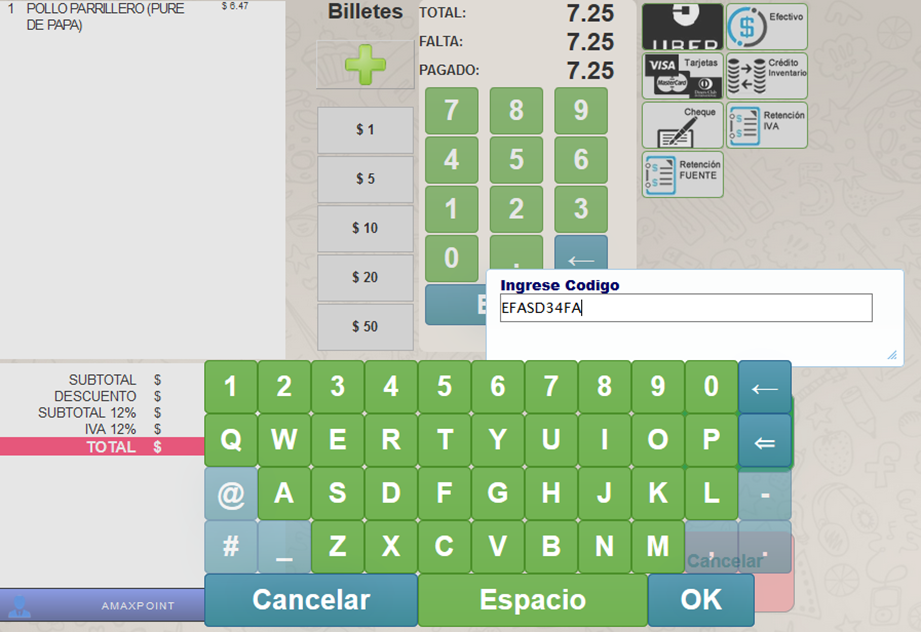 1 POLLO PARRILLERO (PURE $ 6.47
DE PAPA)
Billetes
$ 1
$ 5
$ 10
$ 20
$ 50
TOTAL: 7.25
FALTA: 7.25
PAGADO: 7.25
7 8 9
4 5 6
1 2 3
0 . ←
UBER
Efectivo
VISA Tarjetas
MasterCard
Crédito
Inventario
Cheque
Retención
IVA
Retención
FUENTE
Ingrese Codigo
EFASD34FA
SUBTOTAL $
DESCUENTO $
SUBTOTAL 12% $
IVA 12% $
TOTAL $
1 2 3 4 5 6 7 8 9 0 ←
Q W E R T Y U I O P ⇐
@ A S D F G H J K L -
# _ Z X C V B N M , .
Cancelar
Cancelar Espacio OK
AMAXPOINT